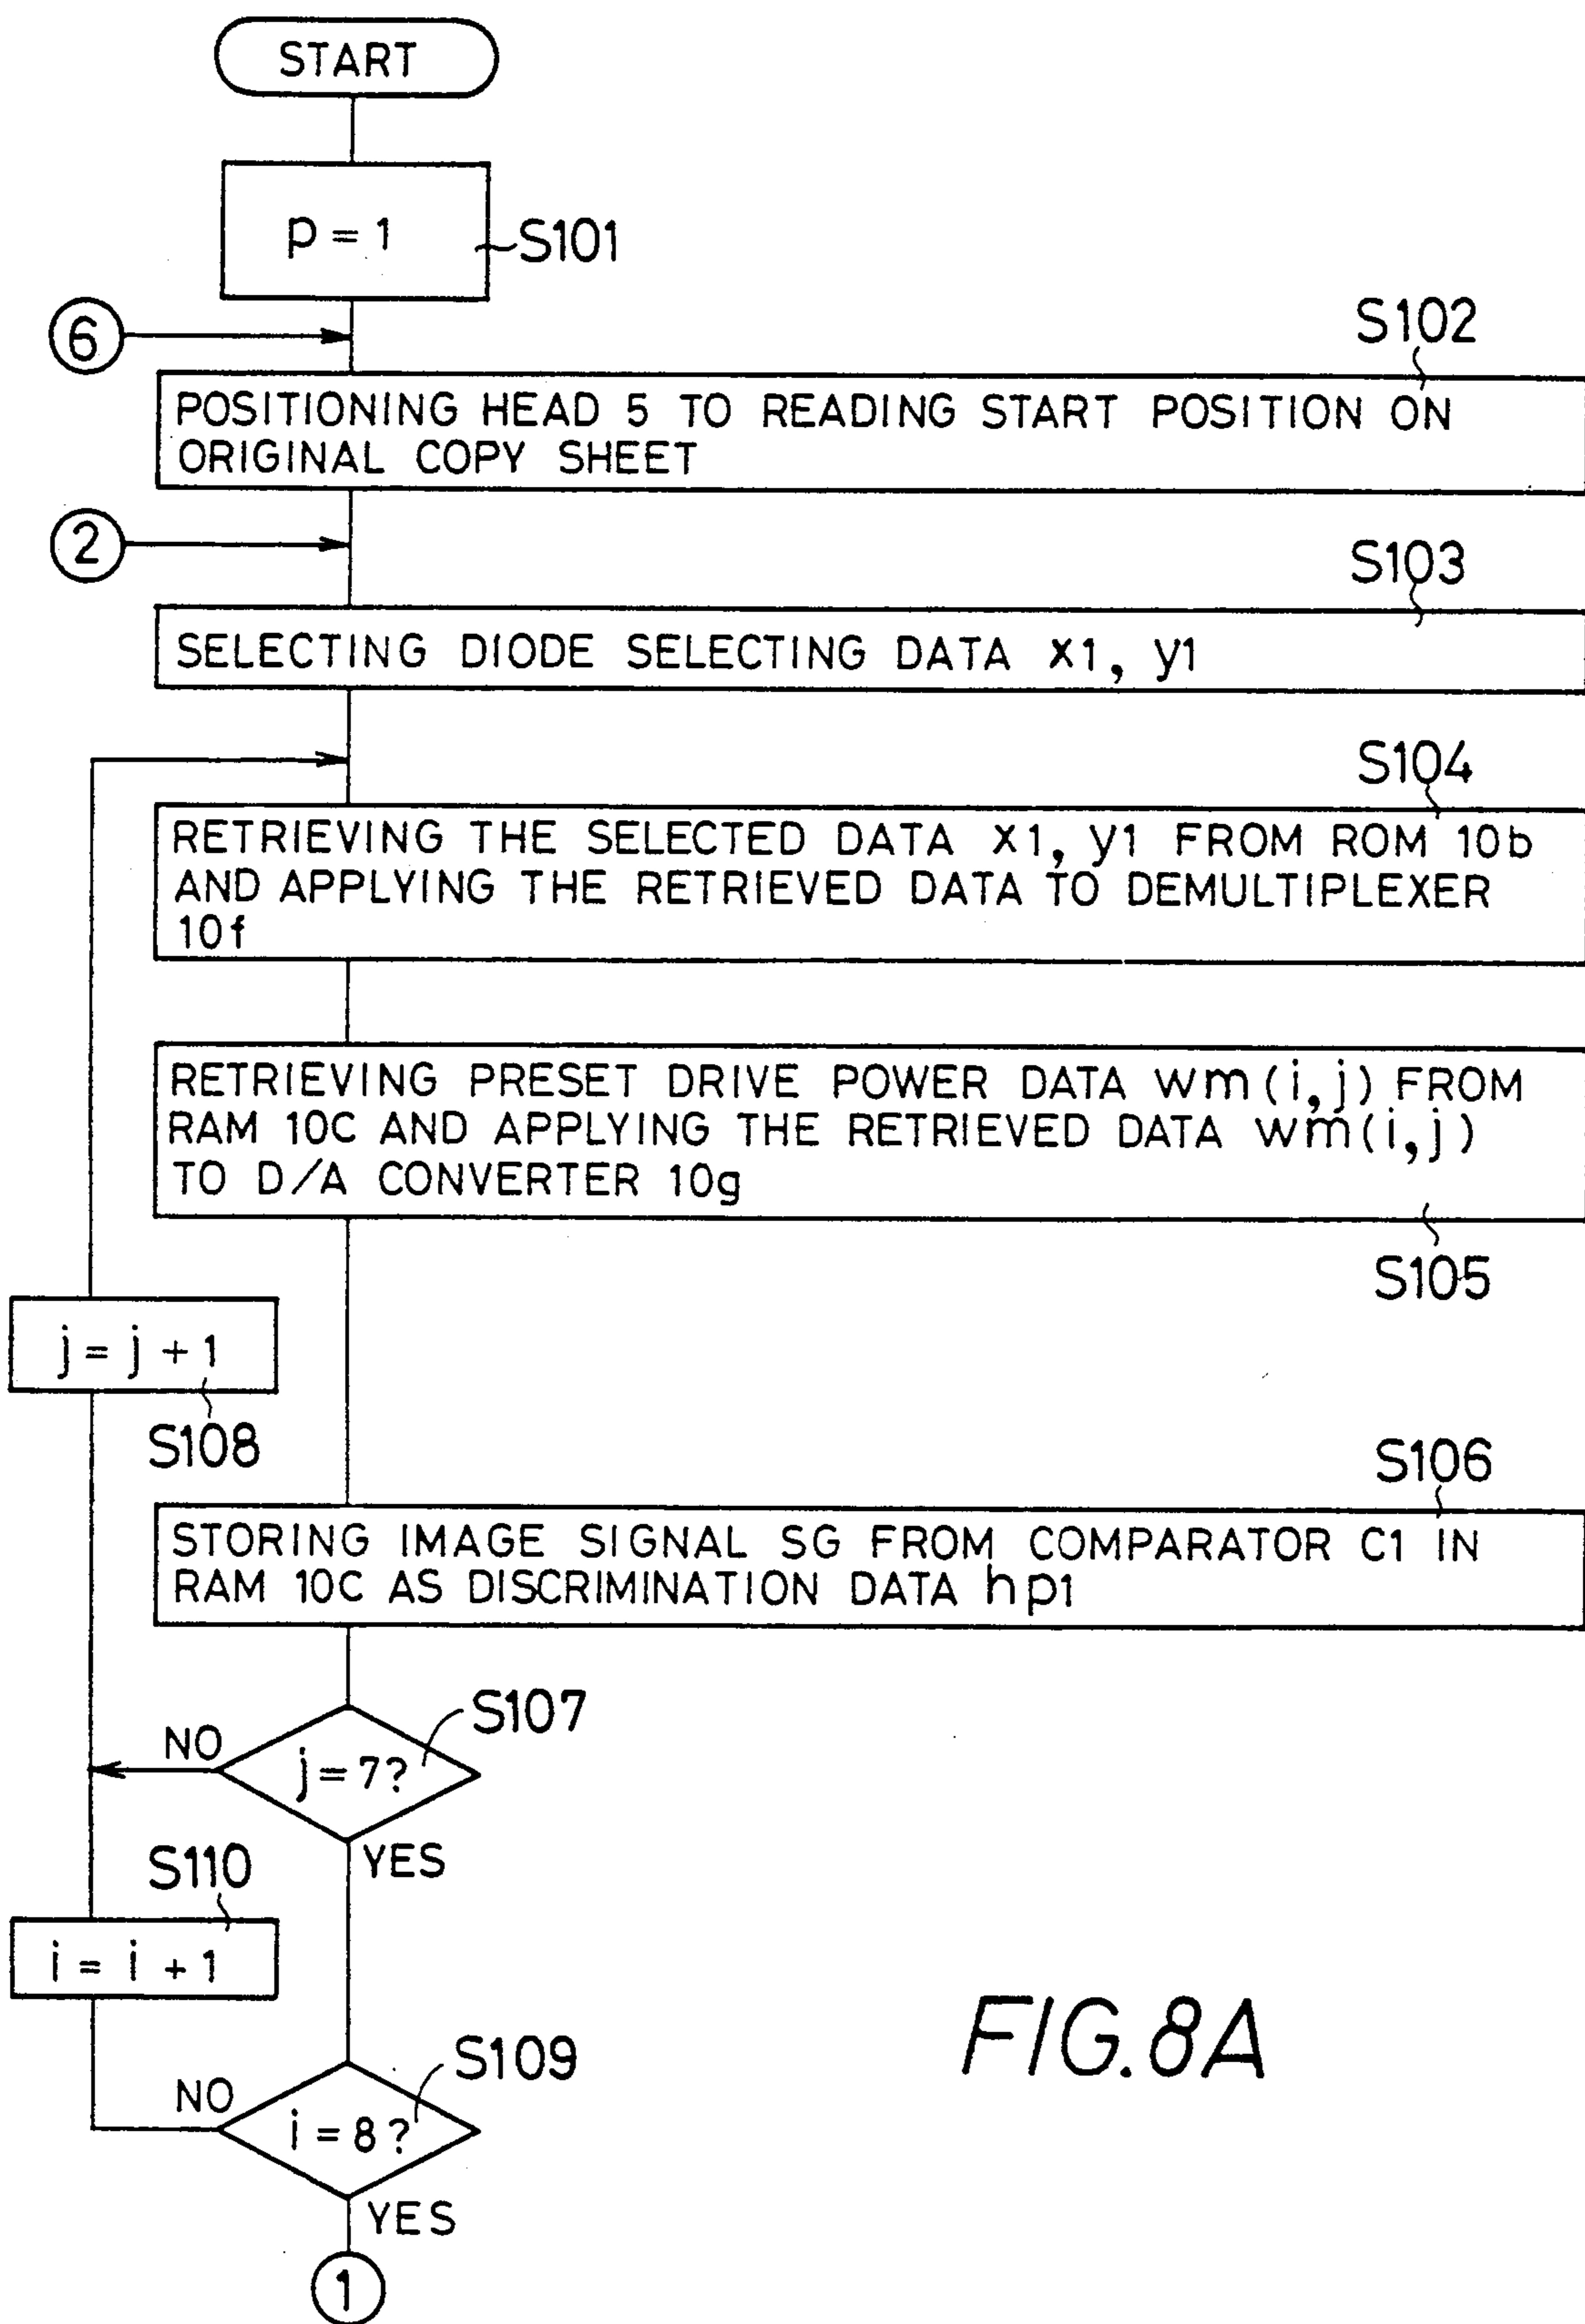 START
p = 1
S101
6
S102
POSITIONING HEAD 5 TO READING START POSITION ON
ORIGINAL COPY SHEET
2
S103
SELECTING DIODE SELECTING DATA x1, y1
S104
RETRIEVING THE SELECTED DATA x1, y1 FROM ROM 10b
AND APPLYING THE RETRIEVED DATA TO DEMULTIPLEXER
10f
RETRIEVING PRESET DRIVE POWER DATA wm(i,j) FROM
RAM 10C AND APPLYING THE RETRIEVED DATA wm(i,j)
TO D/A CONVERTER 10g
S105
j = j + 1
S108
S106
STORING IMAGE SIGNAL SG FROM COMPARATOR C1 IN
RAM 10C AS DISCRIMINATION DATA hp1
S107
NO
j = 7?
YES
S110
i = i + 1
S109
NO
i = 8?
YES
1
FIG.8A